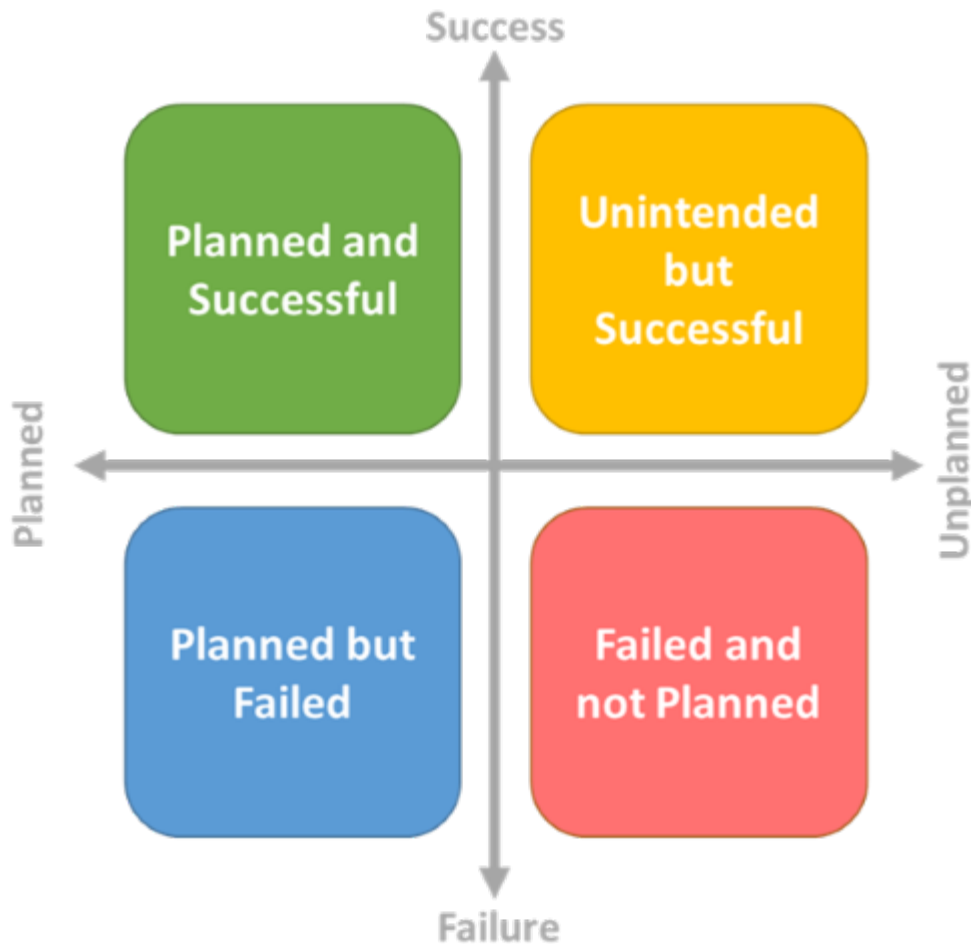 Success
Planned and
Successful
Unintended
but
Successful
Planned
Unplanned
Planned but
Failed
Failed and
not Planned
Failure